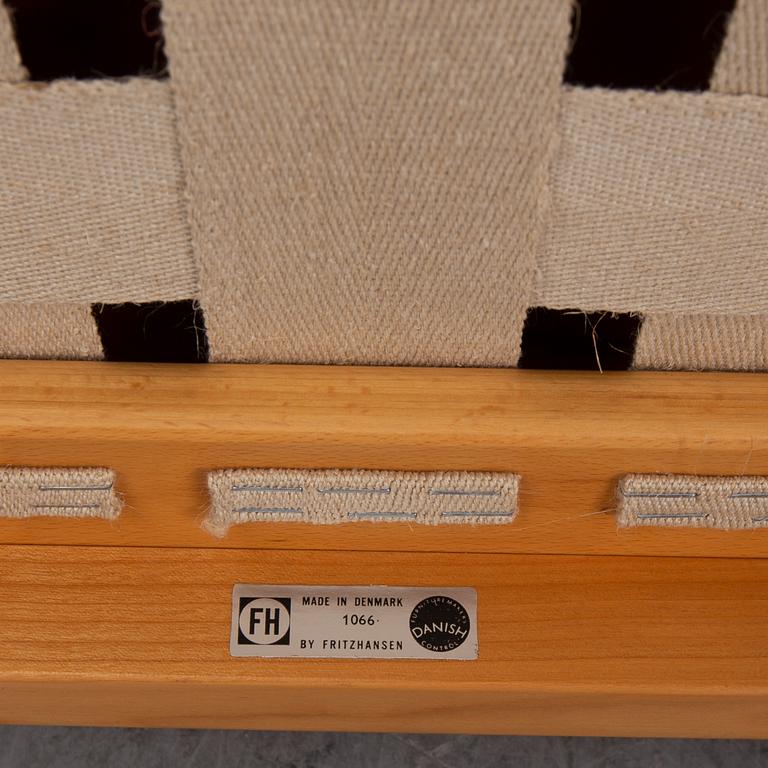 FH
MADE IN DENMARK
1066.
BY FRITZHANSEN
FURNITUREMAKERS
DANISH
CONTROL